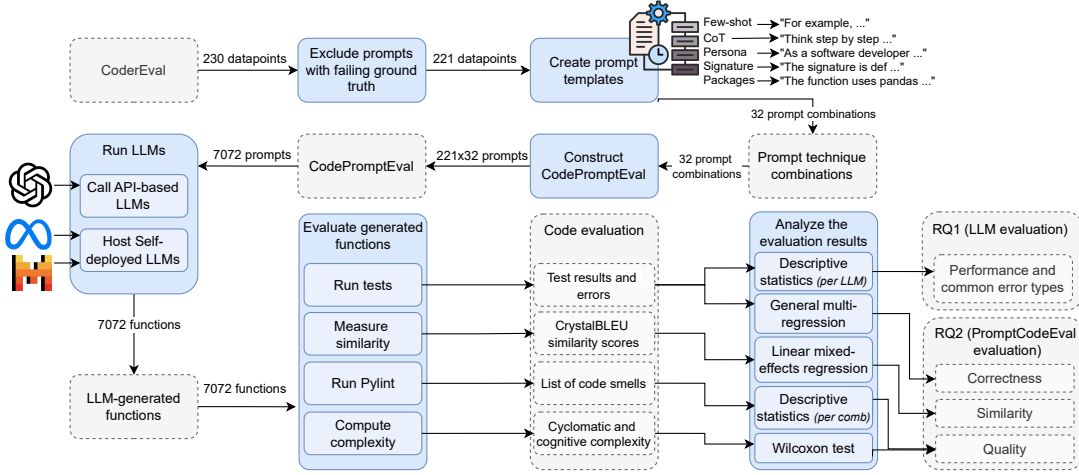 CoderEval
230 datapoints
Exclude prompts
with failing ground
truth
221 datapoints
Create prompt
templates
Few-shot
"For example, ..."
CoT
"Think step by step ..."
Persona
"As a software developer ..."
Signature
"The signature is def ..."
Packages
"The function uses pandas ..."
32 prompt combinations
Prompt technique
combinations
32 prompt
combinations
Construct
CodePromptEval
221x32 prompts
CodePromptEval
7072 prompts
Run LLMs
Call API-based
LLMs
Host Self-
deployed LLMs
7072 functions
LLM-generated
functions
7072 functions
Evaluate generated
functions
Run tests
Measure
similarity
Run Pylint
Compute
complexity
Code evaluation
Test results and
errors
CrystalBLEU
similarity scores
List of code smells
Cyclomatic and
cognitive complexity
Analyze the
evaluation results
Descriptive
statistics (per LLM)
General multi-
regression
Linear mixed-
effects regression
Descriptive
statistics (per comb)
Wilcoxon test
RQ1 (LLM evaluation)
Performance and
common error types
RQ2 (PromptCodeEval
evaluation)
Correctness
Similarity
Quality